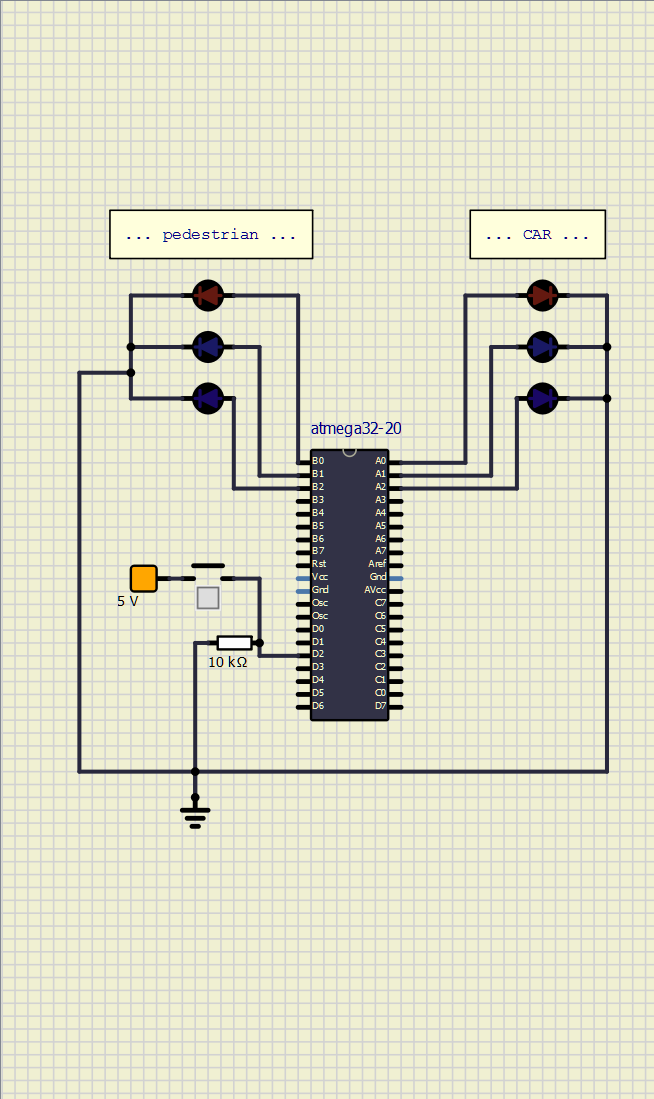 ... pedestrian ...
... CAR ...
atmega32-20
B0 A0
B1 A1
B2 A2
B3 A3
B4 A4
B5 A5
B6 A6
B7 A7
Rst Aref
Vcc Gnd
Gnd AVcc
Osc C7
Osc C6
D0 C5
D1 C4
D2 C3
D3 C2
D4 C1
D5 C0
D6 D7
5 V
10 kΩ